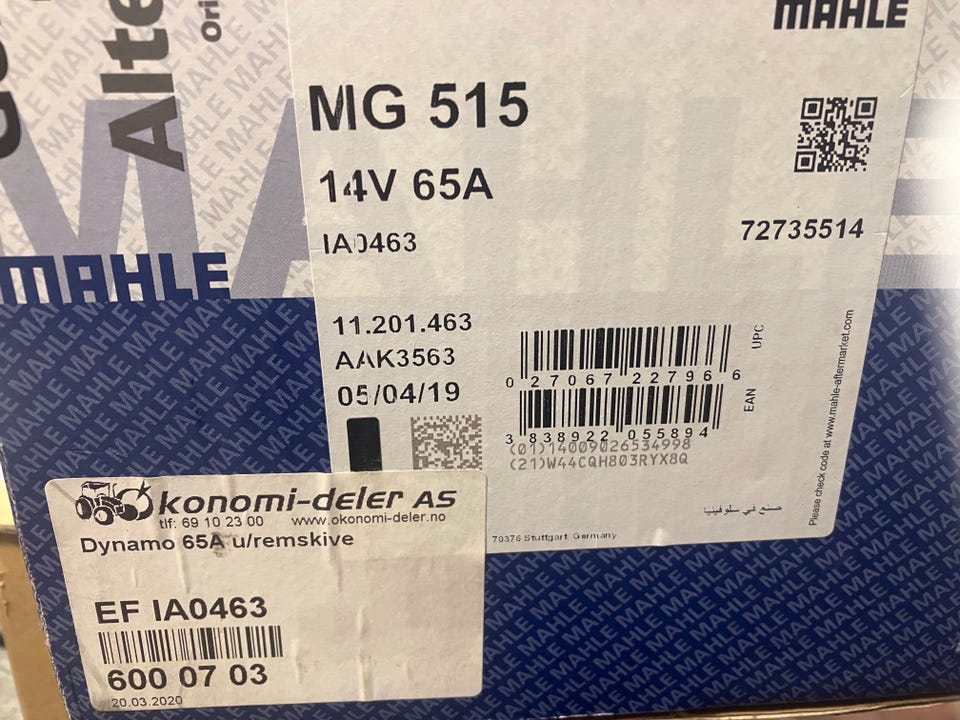 MAHLE
MG 515
14V 65A
IA0463
72735514
11.201.463
AAK3563
05/04/19
0 27067 22796 6
UPC
3 838922 055894
EAN
(01)14009026534998
(21)W44CQH803RYX8Q
Please check code at www.mahle-aftermarket.com
صنع في سلوفينيا
70376 Stuttgart Germany
MAHLE
Økonomi-deler AS
tlf: 69 10 23 00 www.okonomi-deler.no
Dynamo 65A u/remskive
EF IA0463
600 07 03
20.03.2020